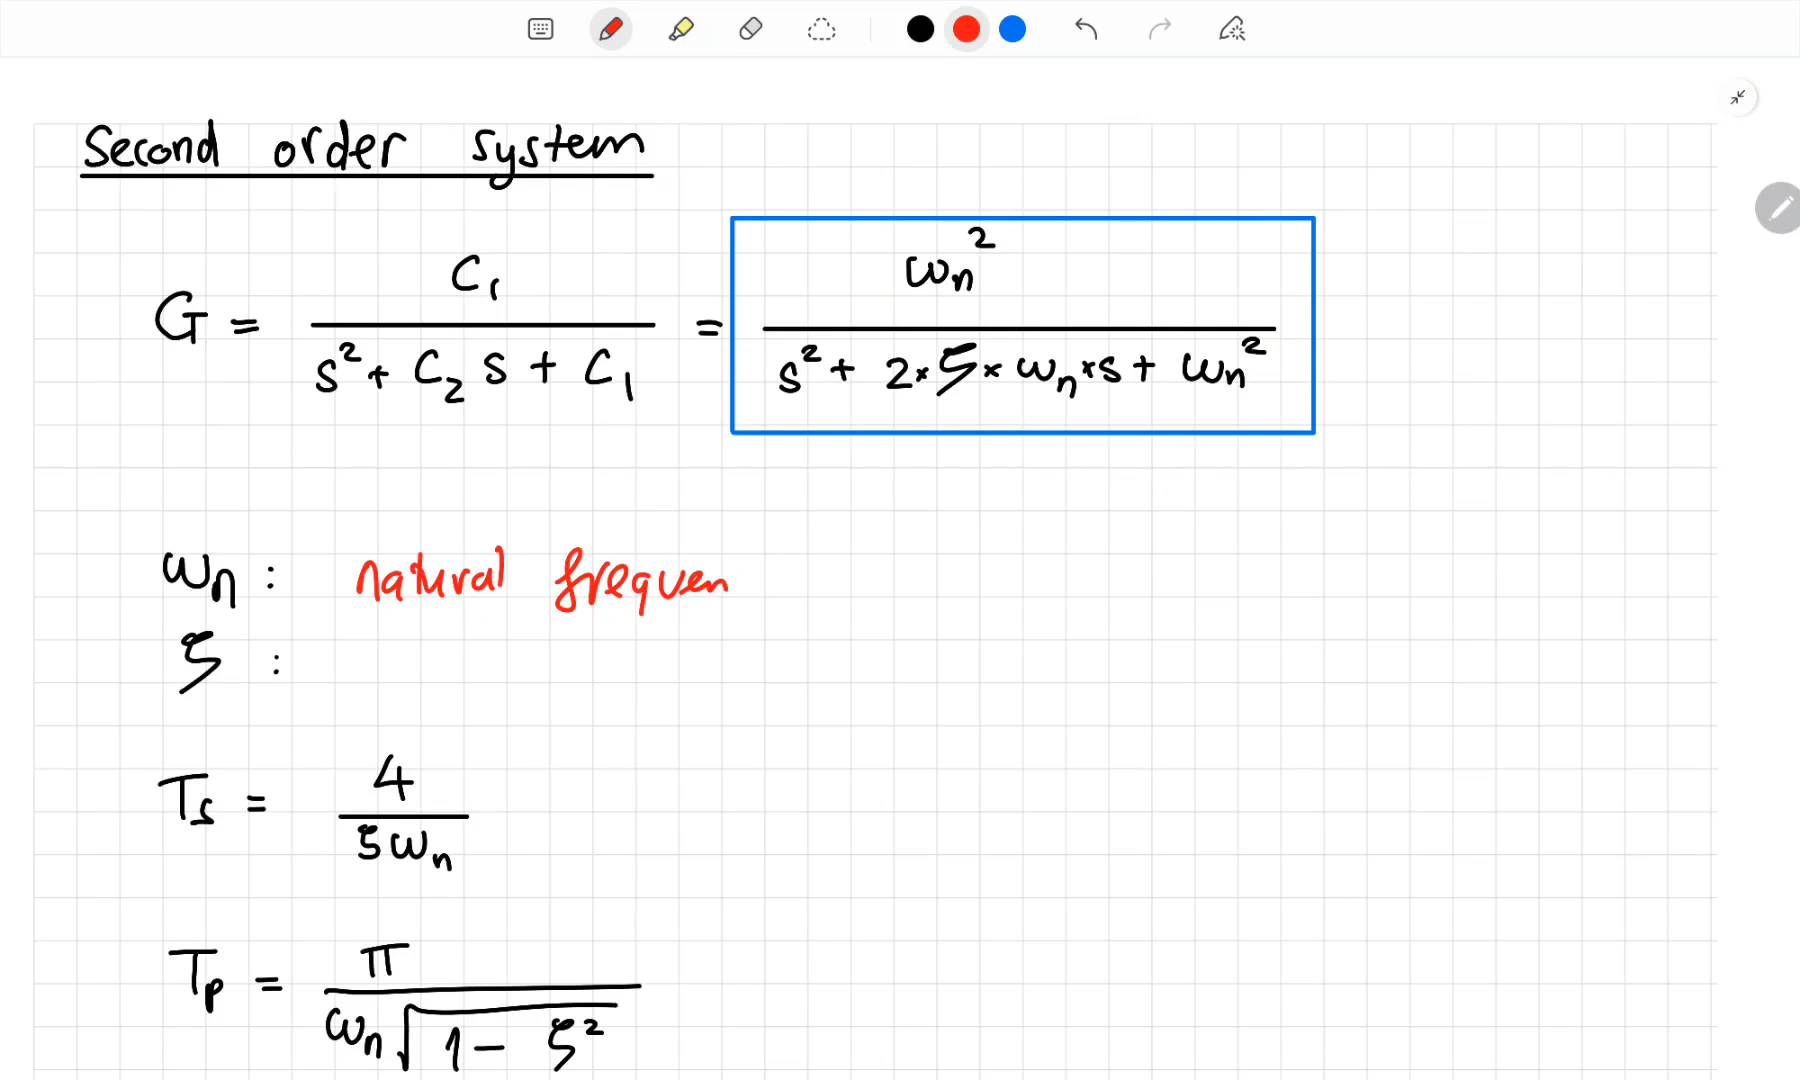 Second order system
G = C₁ / (s² + C₂ s + C₁) = ωn² / (s² + 2 × ζ × ωn × s + ωn²)
ωn : natural frequen
ζ :
Ts = 4 / (ζωn)
Tp = π / (ωn √(1 - ζ²))